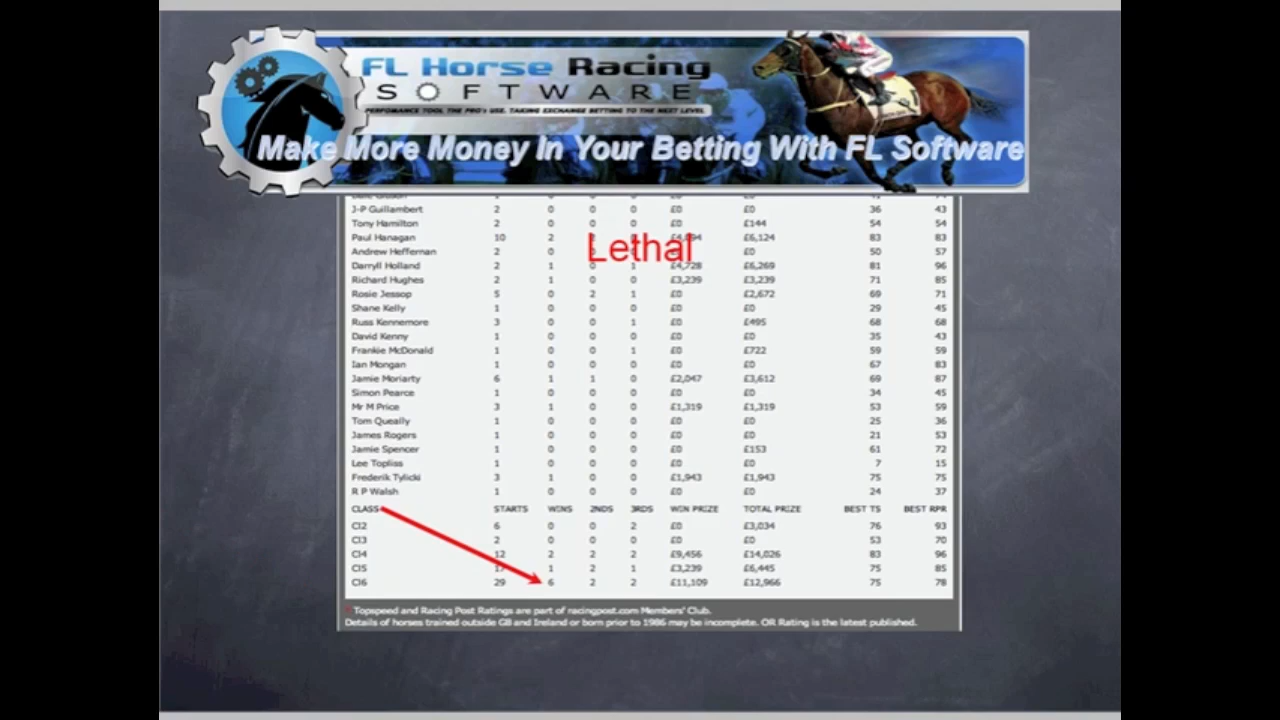 FL Horse Racing
SOFTWARE
PERFOMANCE TOOL THE PRO's USE. TAKING EXCHANGE BETTING TO THE NEXT LEVEL.
Make More Money In Your Betting With FL Software
J-P Guillambert 2 0 0 0 £0 £0 36 43
Tony Hamilton 2 0 0 0 £0 £144 54 54
Paul Hanagan 10 2 £6,124 83 83
Lethal
Andrew Heffernan 2 0 0 0 £0 50 57
Darryll Holland 2 1 0 1 £4,728 £6,269 81 96
Richard Hughes 2 1 0 0 £3,239 £3,239 71 85
Rosie Jessop 5 0 2 1 £0 £2,672 69 71
Shane Kelly 1 0 0 0 £0 £0 29 45
Russ Kennemore 3 0 0 1 £0 £495 68 68
David Kenny 1 0 0 0 £0 £0 35 43
Frankie McDonald 1 0 0 1 £0 £722 59 59
Ian Mongan 1 0 0 0 £0 £0 67 83
Jamie Moriarty 6 1 1 0 £2,047 £3,612 69 87
Simon Pearce 1 0 0 0 £0 £0 34 45
Mr M Price 3 1 0 0 £1,319 £1,319 53 59
Tom Queally 1 0 0 0 £0 £0 25 36
James Rogers 1 0 0 0 £0 £0 21 53
Jamie Spencer 1 0 0 0 £0 £153 61 72
Lee Topliss 1 0 0 0 £0 £0 7 15
Frederik Tylicki 3 1 0 0 £1,943 £1,943 75 75
R P Walsh 1 0 0 0 £0 £0 24 37
CLASS STARTS WINS 2NDS 3RDS WIN PRIZE TOTAL PRIZE BEST TS BEST RPR
Cl2 6 0 0 2 £0 £3,034 76 93
Cl3 2 0 0 0 £0 £0 53 70
Cl4 12 2 2 2 £9,456 £14,026 83 96
Cl5 17 1 2 1 £3,239 £6,445 75 85
Cl6 29 6 2 2 £11,109 £12,966 75 78
* Topspeed and Racing Post Ratings are part of racingpost.com Members' Club.
Details of horses trained outside GB and Ireland or born prior to 1986 may be incomplete. OR Rating is the latest published.